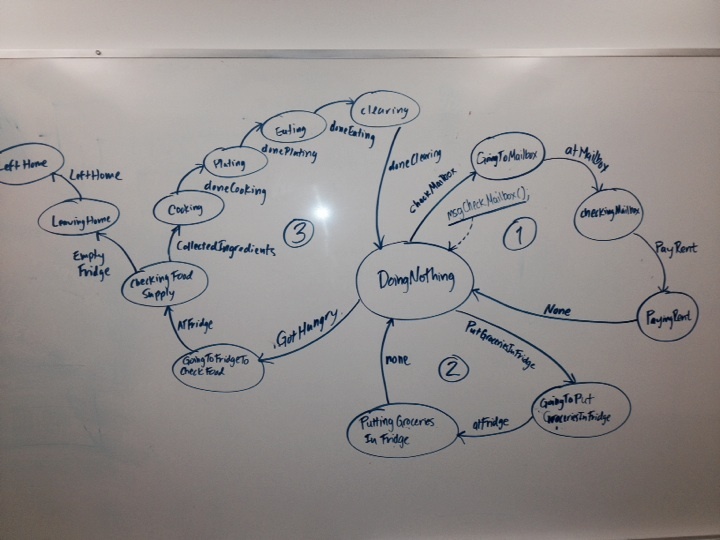 clearing
Eating
doneEating
donePlating
Plating
doneCooking
Cooking
CollectedIngredients
Left Home
LeftHome
LeavingHome
Empty
Fridge
Checking Food
Supply
AtFridge
GoingToFridgeTo
Check Food
GotHungry
3
doneClearing
checkMailbox
GoingToMailbox
atMailbox
msgCheckMailbox();
1
checkingMailbox
PayRent
PayingRent
None
DoingNothing
PutGroceriesInFridge
2
none
GoingToPut
GroceriesInFridge
atFridge
Putting Groceries
In Fridge